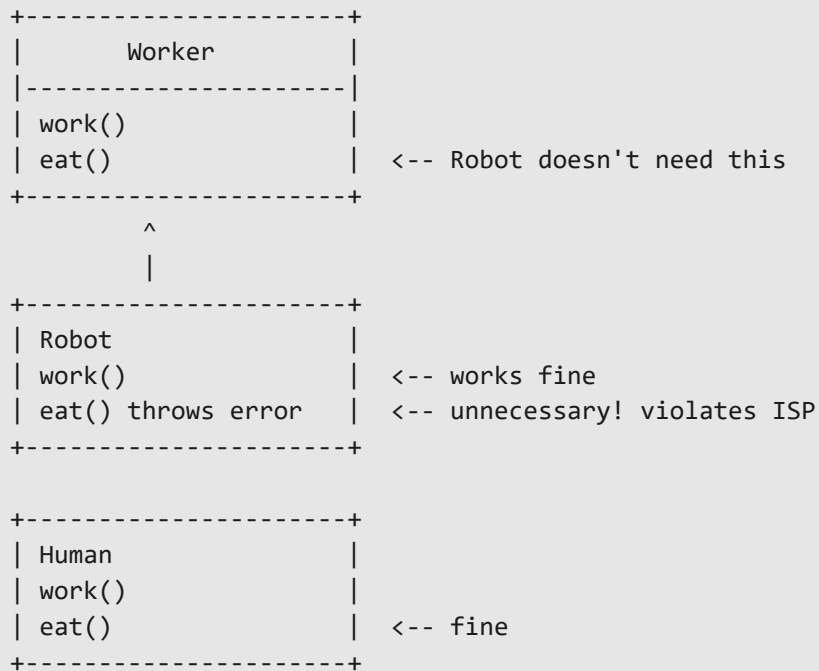 +---------------------+
|       Worker        |
|---------------------|
| work()              |
| eat()               |  <-- Robot doesn't need this
+---------------------+
        ^
        |
+---------------------+
| Robot               |
| work()              |  <-- works fine
| eat() throws error  |  <-- unnecessary! violates ISP
+---------------------+

+---------------------+
| Human               |
| work()              |
| eat()               |  <-- fine
+---------------------+